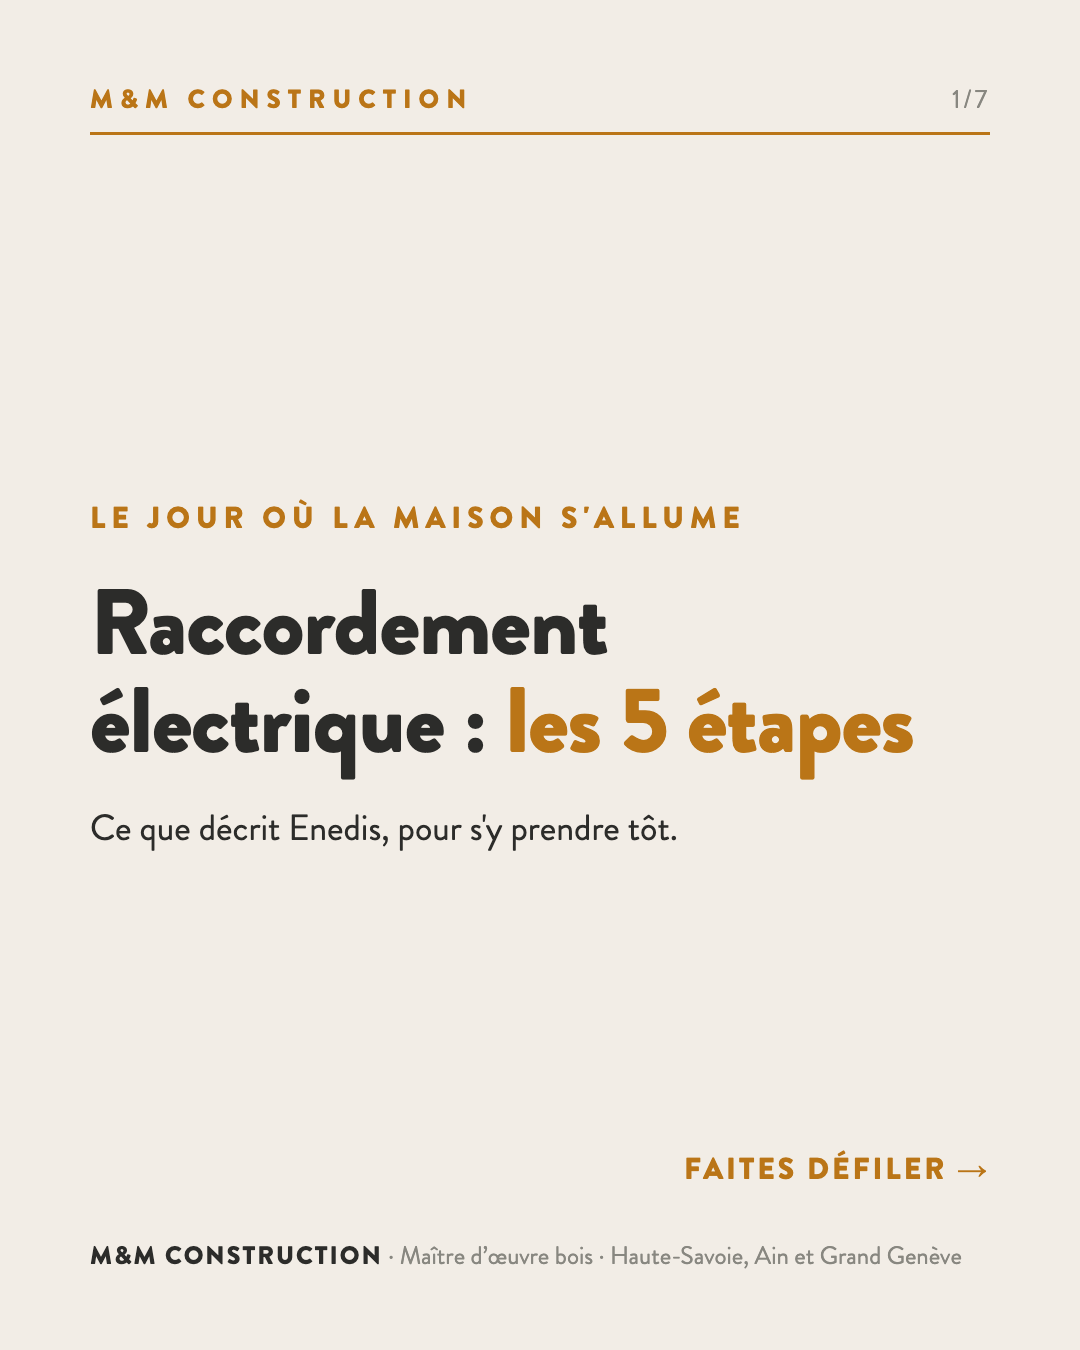 M&M CONSTRUCTION
1/7
LE JOUR OÙ LA MAISON S'ALLUME
Raccordement
électrique : les 5 étapes
Ce que décrit Enedis, pour s'y prendre tôt.
FAITES DÉFILER →
M&M CONSTRUCTION · Maître d’œuvre bois · Haute-Savoie, Ain et Grand Genève